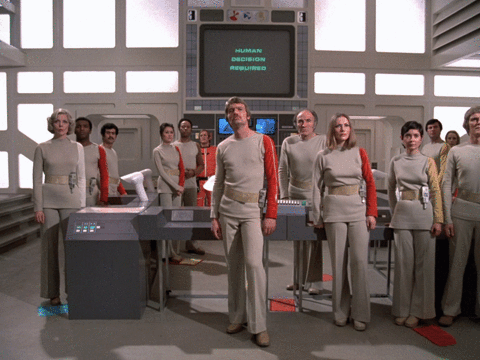 HUMAN
DECISION
REQUIRED